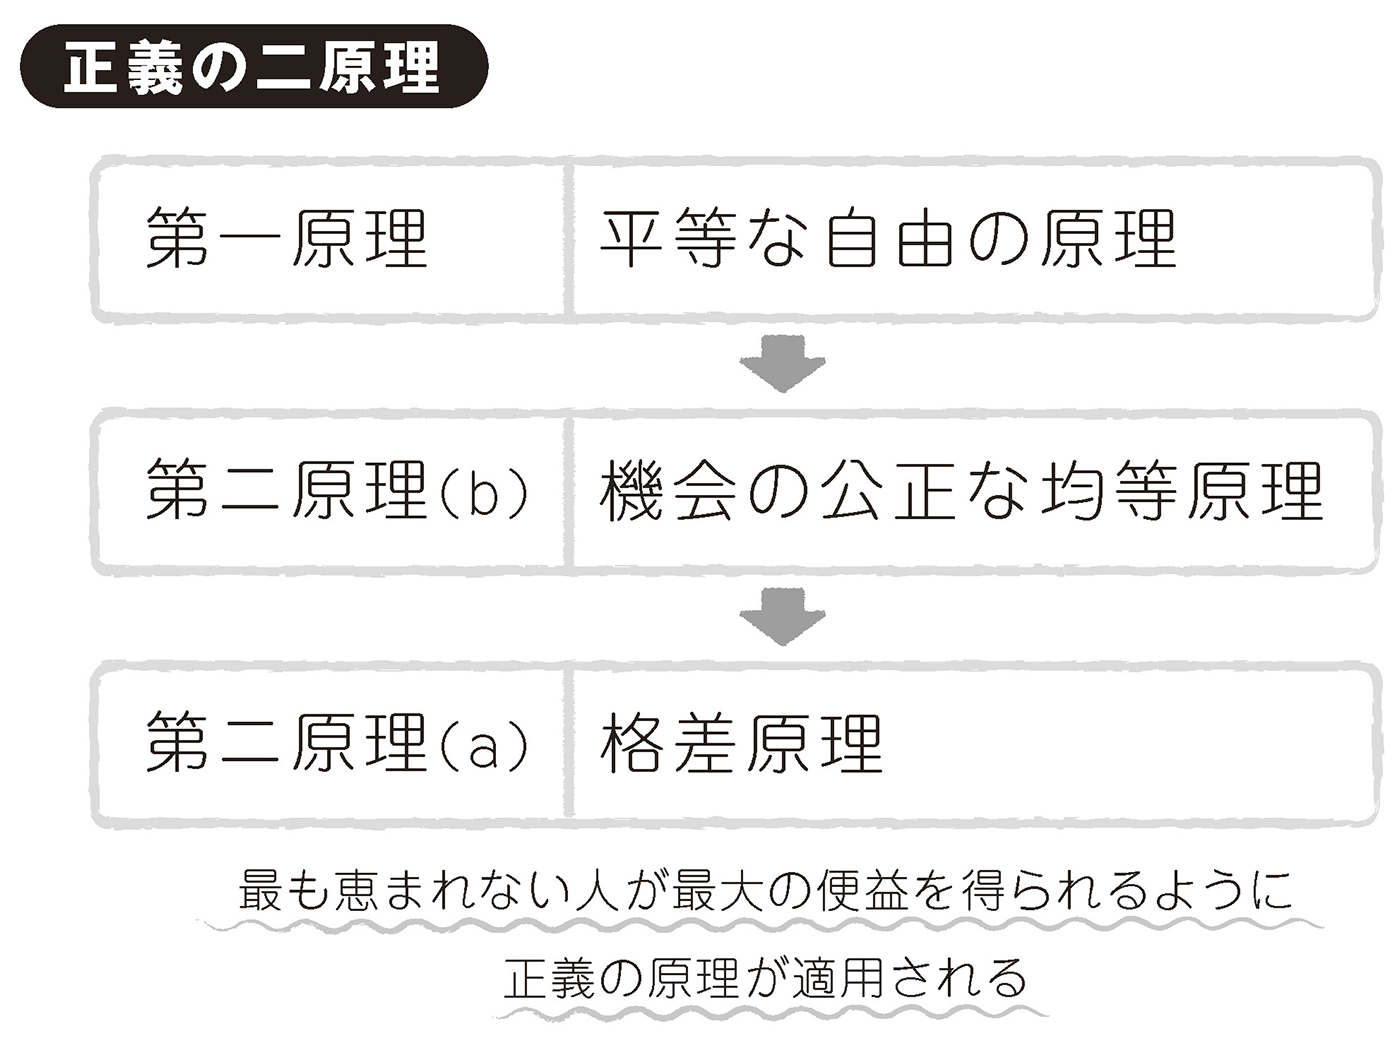 正義の二原理
第一原理 平等な自由の原理
第二原理(b) 機会の公正な均等原理
第二原理(a) 格差原理
最も恵まれない人が最大の便益を得られるように
正義の原理が適用される